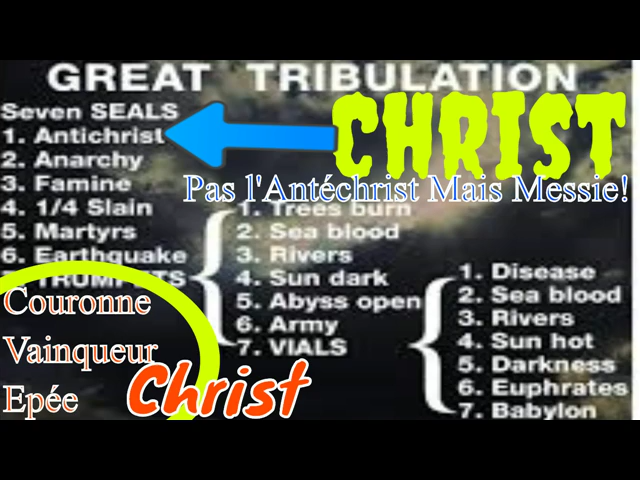 GREAT TRIBULATION
Seven SEALS
1. Antichrist
CHRIST
Pas l'Antéchrist Mais Messie!
2. Anarchy
3. Famine
4. 1/4 Slain
5. Martyrs
6. Earthquake
7. TRUMPETS
1. Trees burn
2. Sea blood
3. Rivers
4. Sun dark
5. Abyss open
6. Army
7. VIALS
1. Disease
2. Sea blood
3. Rivers
4. Sun hot
5. Darkness
6. Euphrates
7. Babylon
Couronne
Vainqueur
Epée
Christ